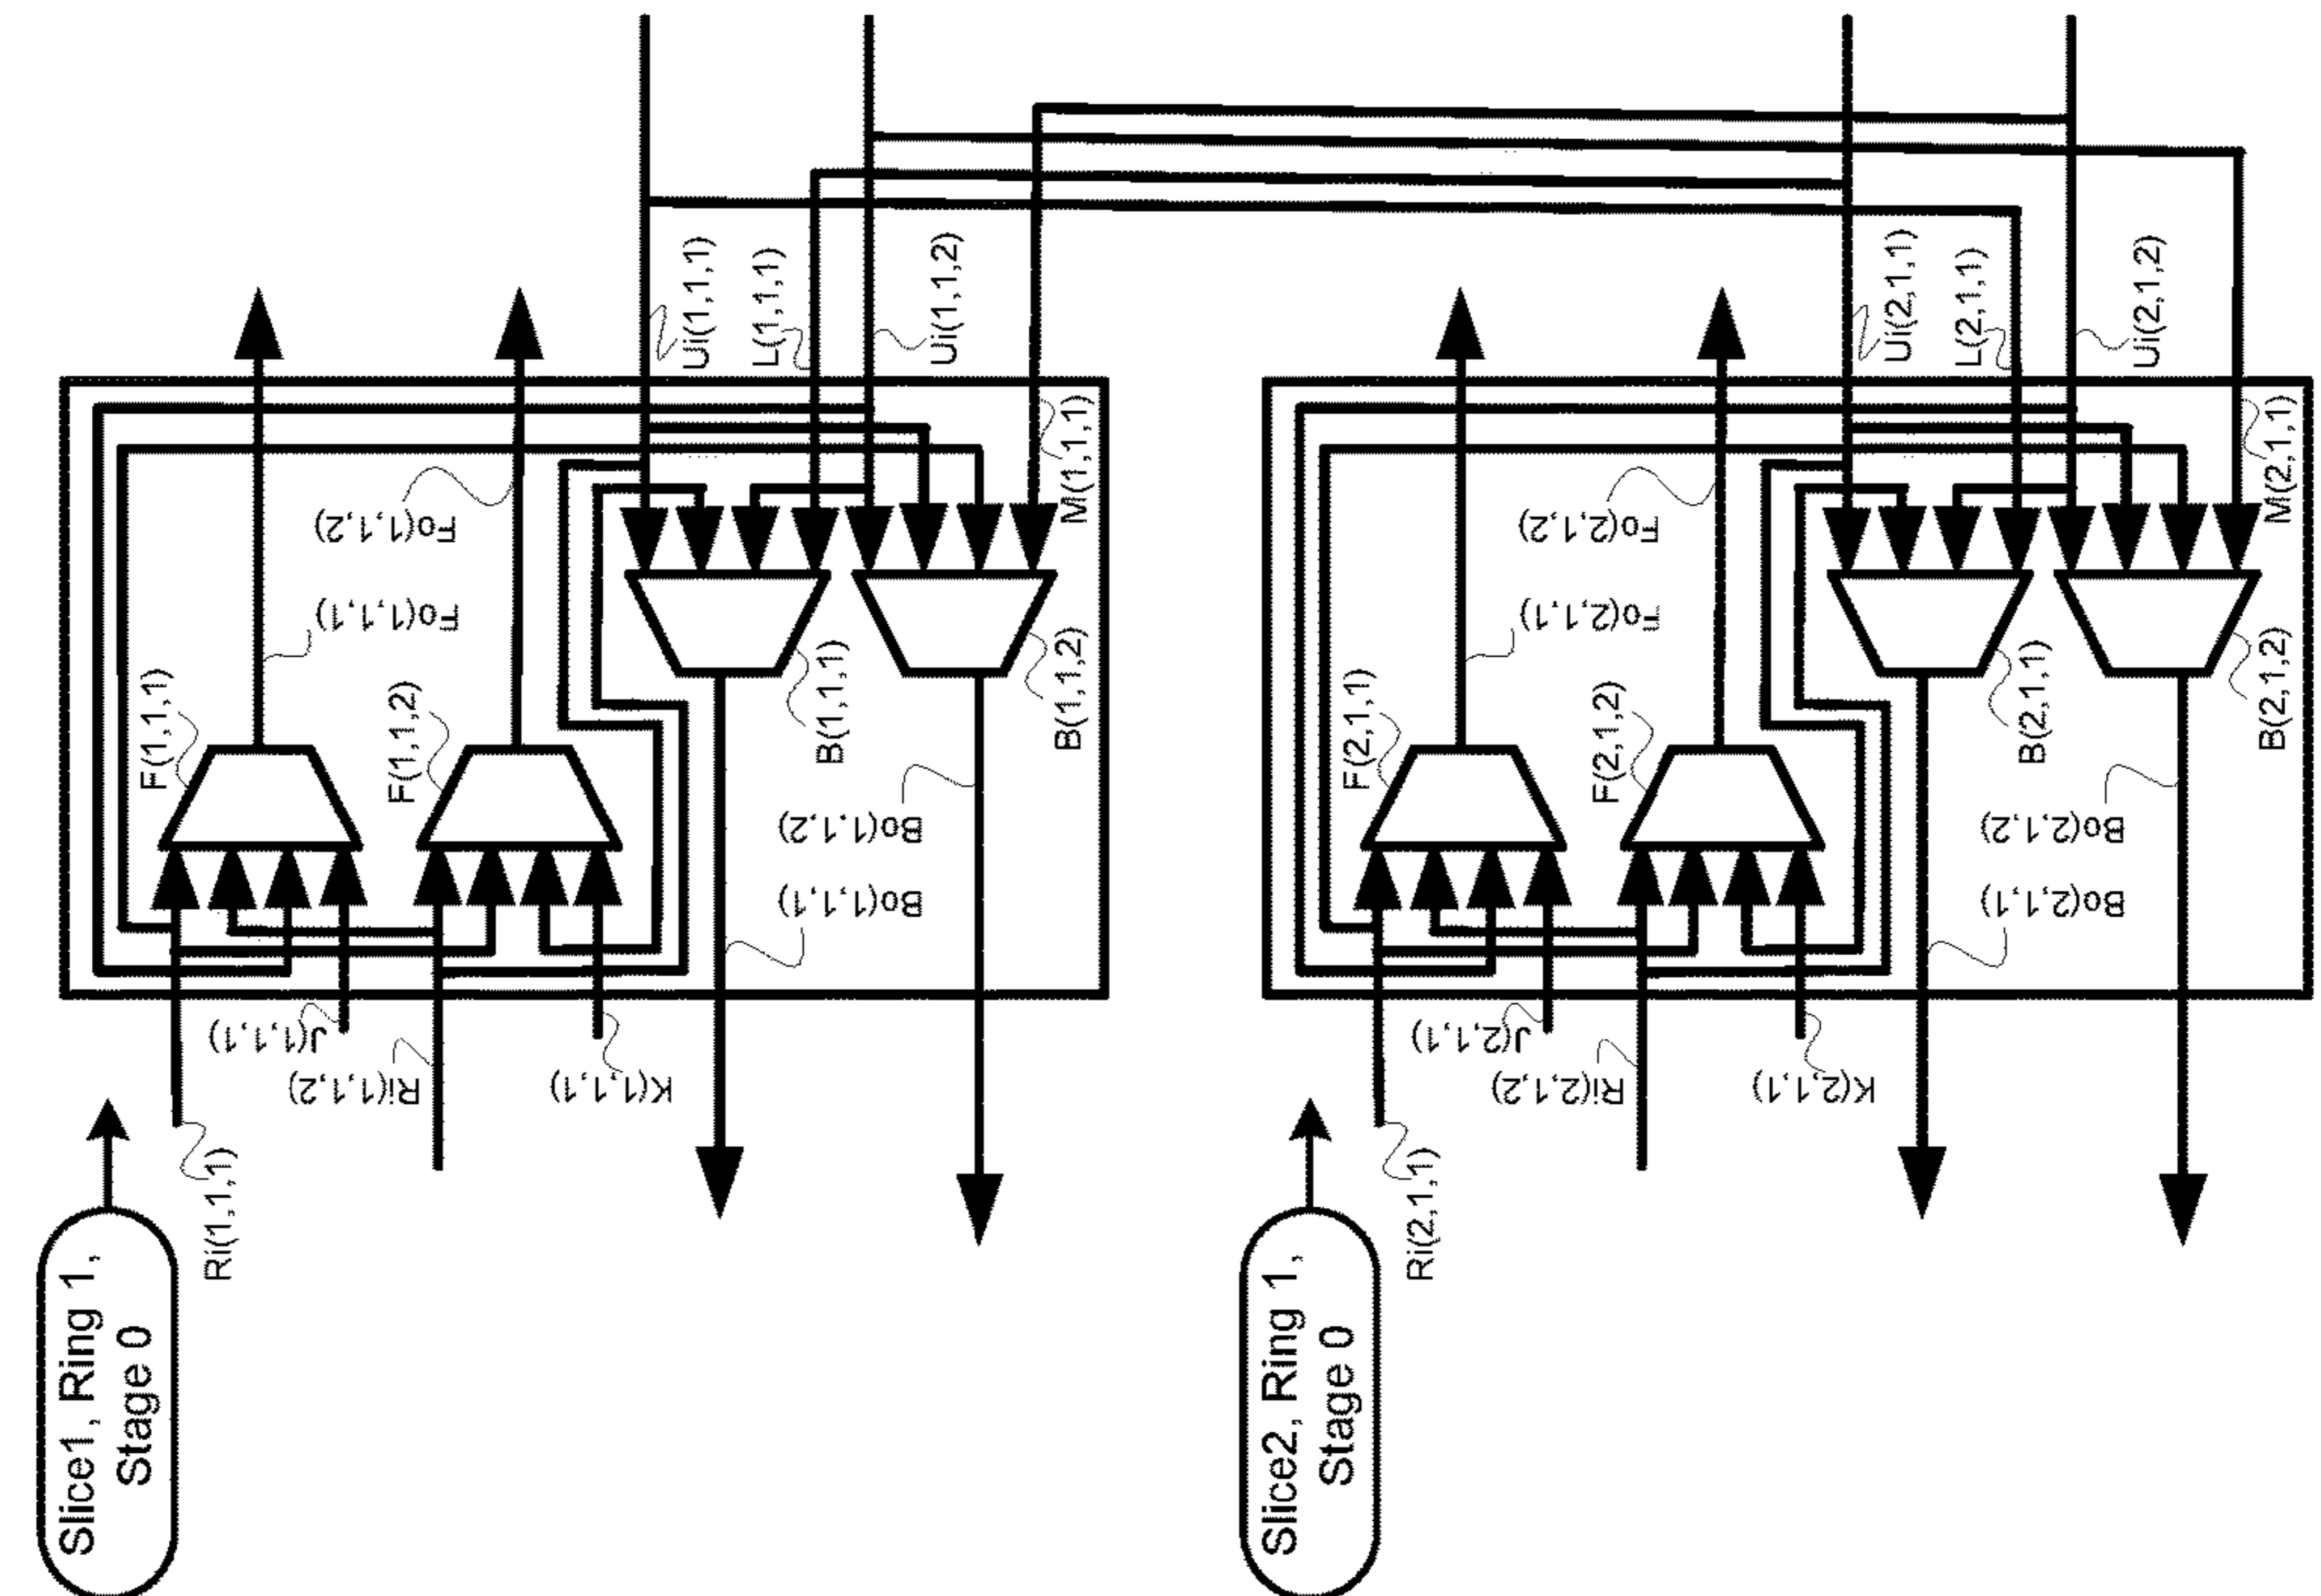 Slice1, Ring 1,
Stage 0
Ri(1,1,1)
J(1,1,1)
Ri(1,1,2)
K(1,1,1)
F(1,1,1)
F(1,1,2)
Fo(1,1,1)
Fo(1,1,2)
Bo(1,1,1)
Bo(1,1,2)
B(1,1,1)
B(1,1,2)
Ui(1,1,1)
L(1,1,1)
Ui(1,1,2)
M(1,1,1)
Slice2, Ring 1,
Stage 0
Ri(2,1,1)
J(2,1,1)
Ri(2,1,2)
K(2,1,1)
F(2,1,1)
F(2,1,2)
Fo(2,1,1)
Fo(2,1,2)
Bo(2,1,1)
Bo(2,1,2)
B(2,1,1)
B(2,1,2)
Ui(2,1,1)
L(2,1,1)
Ui(2,1,2)
M(2,1,1)